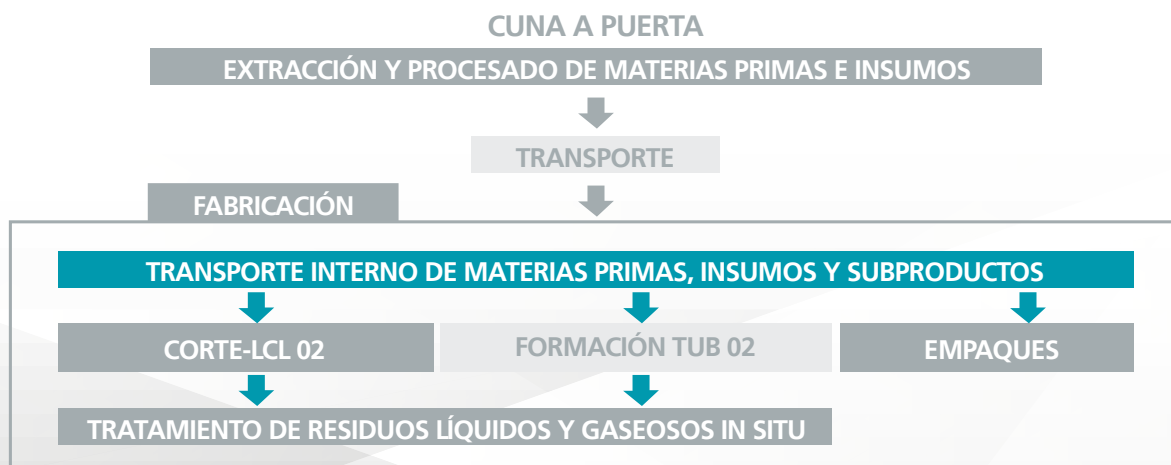 CUNA A PUERTA
EXTRACCIÓN Y PROCESADO DE MATERIAS PRIMAS E INSUMOS
TRANSPORTE
FABRICACIÓN
TRANSPORTE INTERNO DE MATERIAS PRIMAS, INSUMOS Y SUBPRODUCTOS
CORTE-LCL 02
FORMACIÓN TUB 02
EMPAQUES
TRATAMIENTO DE RESIDUOS LÍQUIDOS Y GASEOSOS IN SITU